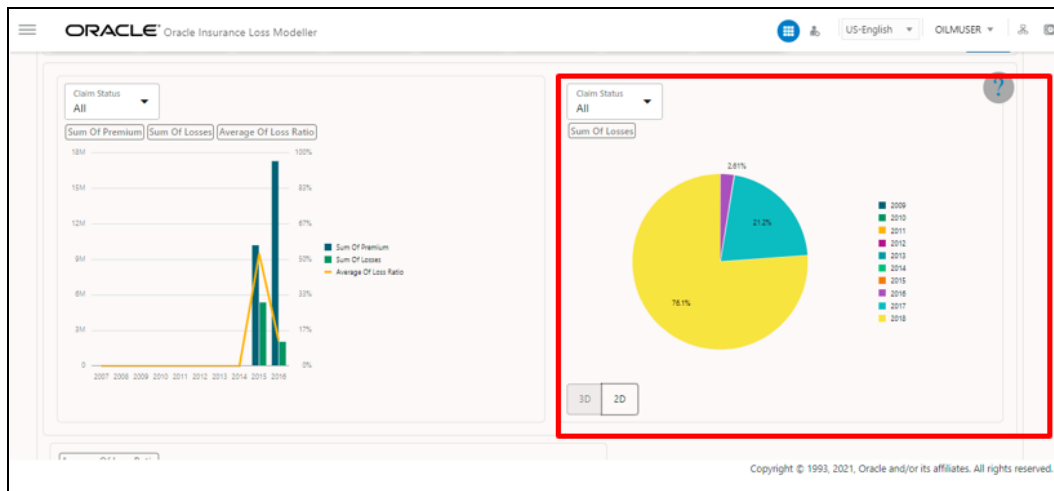 ORACLE® Oracle Insurance Loss Modeller
US-English
OILMUSER
Claim Status
All
Sum Of Premium Sum Of Losses Average Of Loss Ratio
18M
15M
12M
9M
6M
3M
0
100%
83%
67%
50%
33%
17%
0%
2007 2008 2009 2010 2011 2012 2013 2014 2015 2016
Sum Of Premium
Sum Of Losses
Average Of Loss Ratio
?
Claim Status
All
Sum Of Losses
2.61%
21.2%
76.1%
2009
2010
2011
2012
2013
2014
2015
2016
2017
2018
3D 2D
Copyright © 1993, 2021, Oracle and/or its affiliates. All rights reserved.